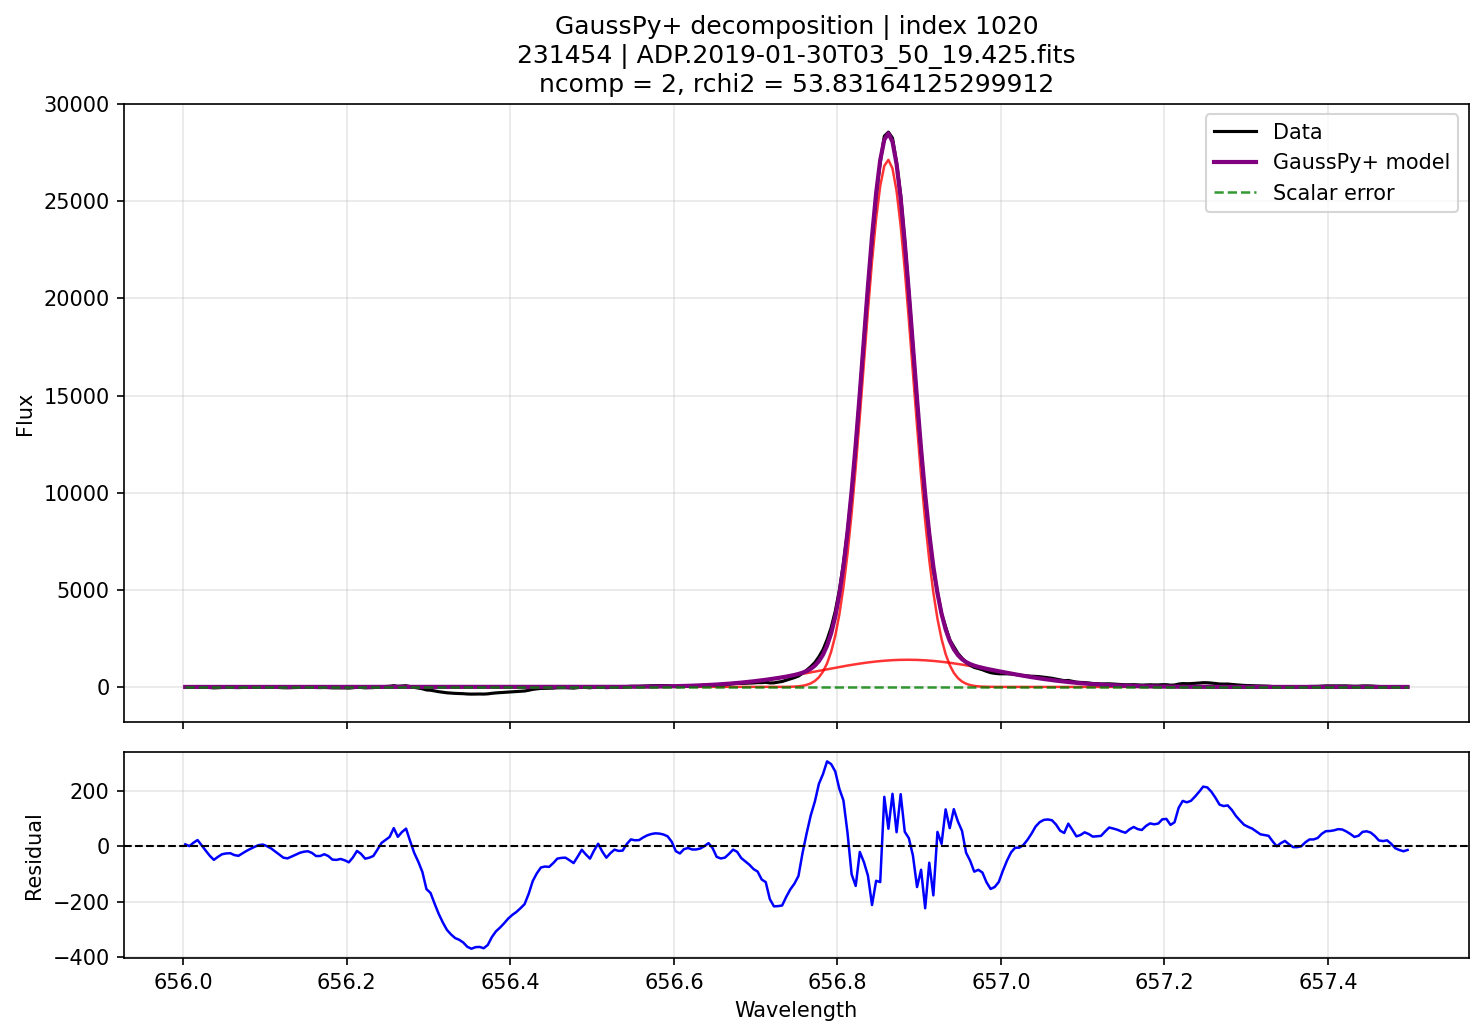 GaussPy+ decomposition | index 1020
231454 | ADP.2019-01-30T03_50_19.425.fits
ncomp = 2, rchi2 = 53.83164125299912
30000
25000
20000
15000
10000
5000
0
Flux
Data
GaussPy+ model
Scalar error
200
0
−200
−400
Residual
656.0
656.2
656.4
656.6
656.8
657.0
657.2
657.4
Wavelength